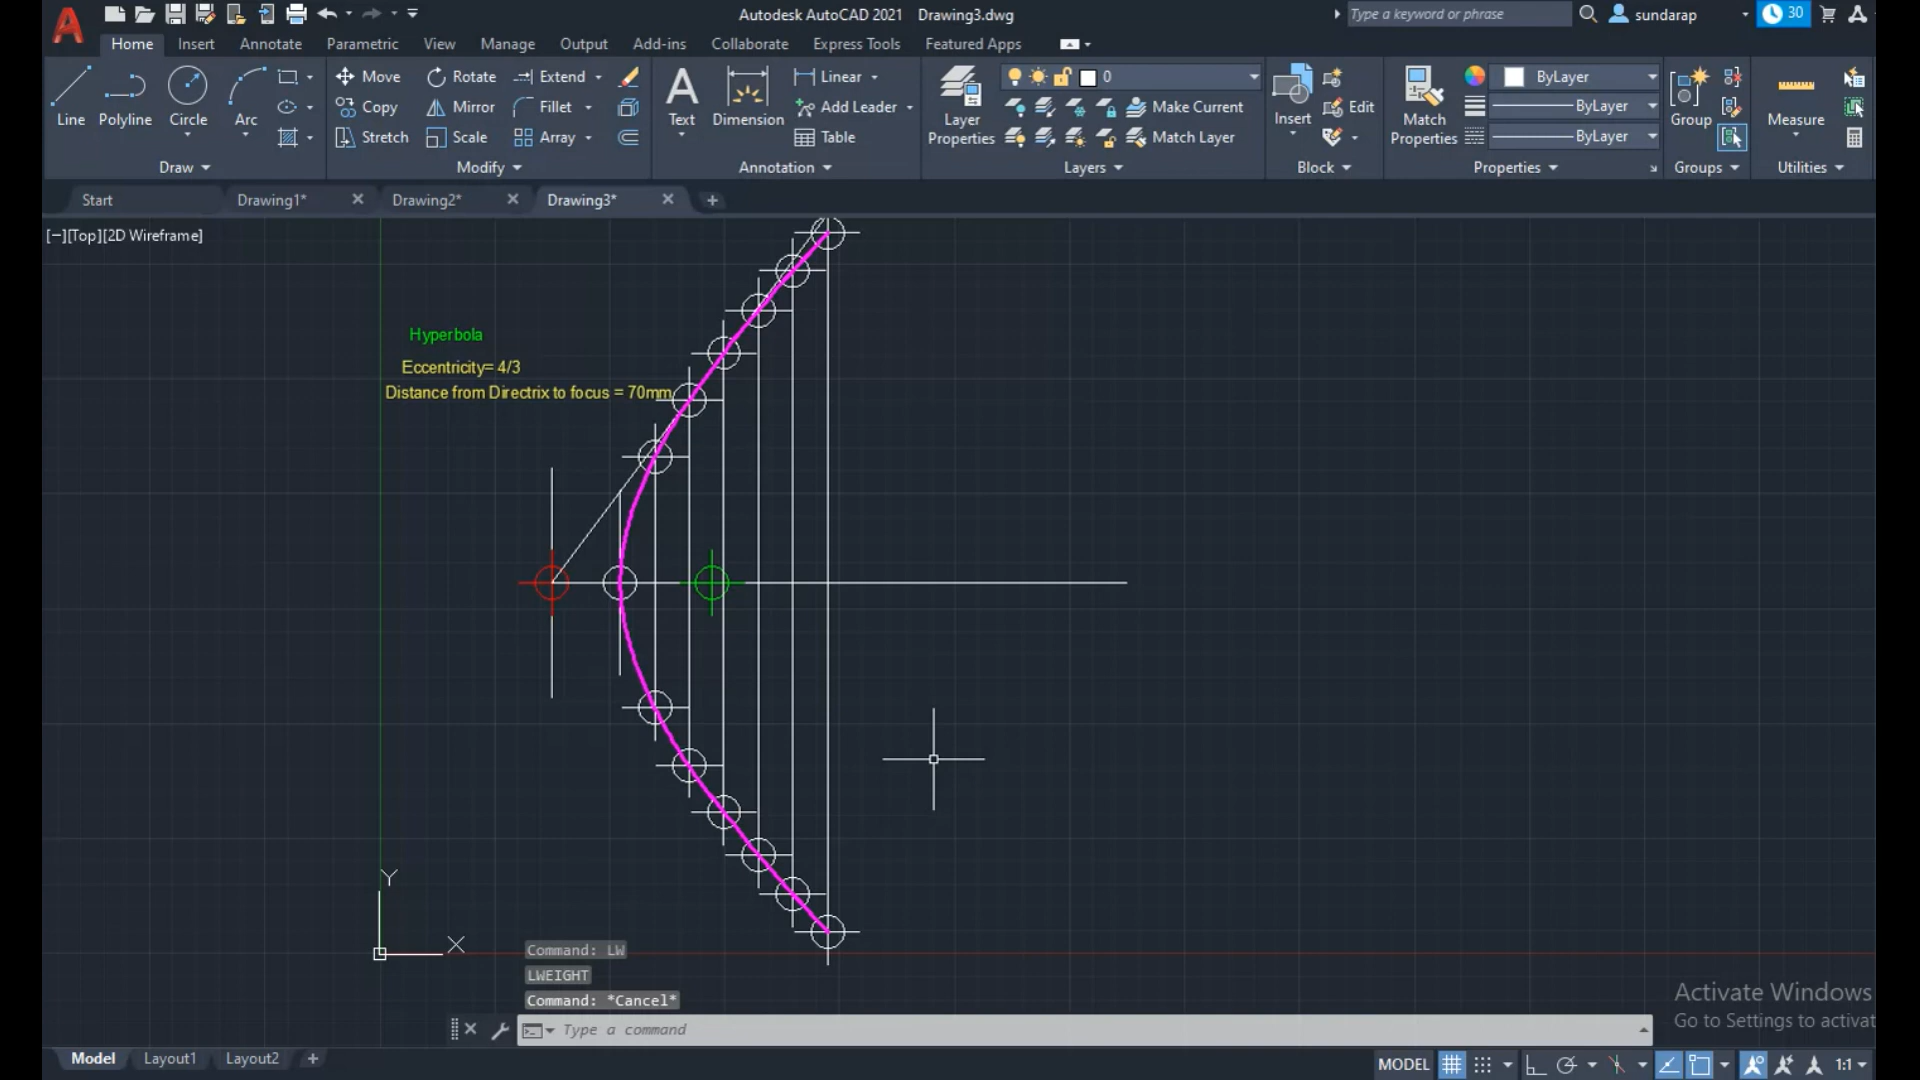 Autodesk AutoCAD 2021 Drawing3.dwg
Type a keyword or phrase
sundarap
30
Home Insert Annotate Parametric View Manage Output Add-ins Collaborate Express Tools Featured Apps
Line Polyline Circle Arc
Move Rotate Extend
Copy Mirror Fillet
Stretch Scale Array
Text Dimension
Linear
Add Leader
Table
Layer Properties
0
Make Current
Match Layer
Insert
Edit
Match Properties
ByLayer
ByLayer
ByLayer
Group
Measure
Draw Modify Annotation Layers Block Properties Groups Utilities
Start Drawing1* Drawing2* Drawing3*
[−][Top][2D Wireframe]
Hyperbola
Eccentricity= 4/3
Distance from Directrix to focus = 70mm
Y
X
Command: LW
LWEIGHT
Command: *Cancel*
Type a command
Activate Windows
Go to Settings to activat
Model Layout1 Layout2
MODEL
1:1